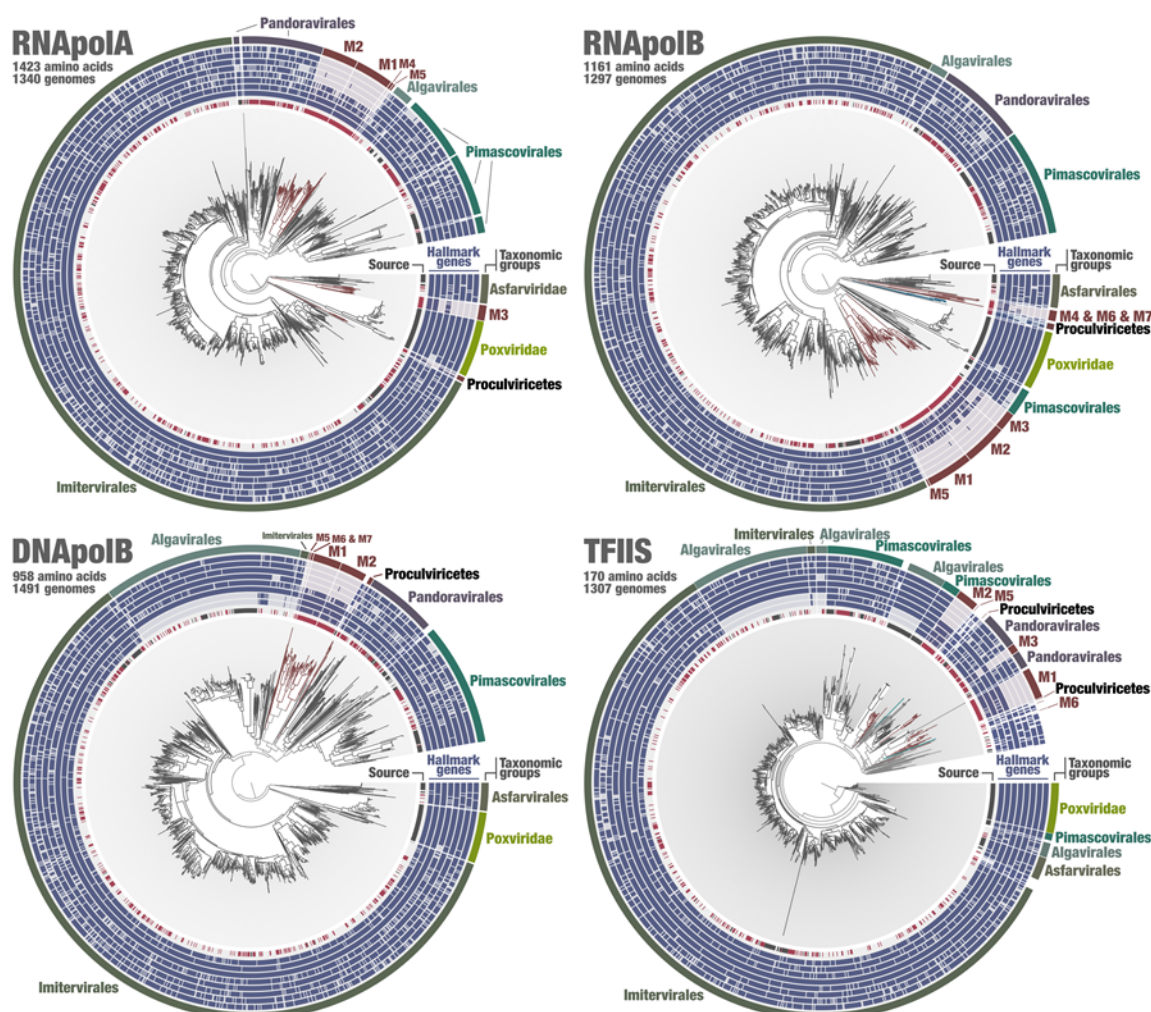 RNApolA
1423 amino acids
1340 genomes
Pandoravirales
M2
M1
M4
M5
Algavirales
Pimascovirales
Source
Hallmark
genes
Taxonomic
groups
Asfarviridae
M3
Poxviridae
Proculviricetes
Imitervirales
RNApolB
1161 amino acids
1297 genomes
Algavirales
Pandoravirales
Pimascovirales
Source
Hallmark
genes
Taxonomic
groups
Asfarvirales
M4 & M6 & M7
Proculviricetes
Poxviridae
Pimascovirales
M3
M2
M1
M5
Imitervirales
DNApolB
958 amino acids
1491 genomes
Algavirales
Imitervirales
M5
M6 & M7
M1
M2
Proculviricetes
Pandoravirales
Pimascovirales
Source
Hallmark
genes
Taxonomic
groups
Asfarvirales
Poxviridae
Imitervirales
TFIIS
170 amino acids
1307 genomes
Imitervirales
Algavirales
Algavirales
Pimascovirales
Algavirales
Pimascovirales
M2
M5
Proculviricetes
Pandoravirales
M3
Pandoravirales
M1
Proculviricetes
M6
Source
Hallmark
genes
Taxonomic
groups
Poxviridae
Pimascovirales
Algavirales
Asfarvirales
Imitervirales